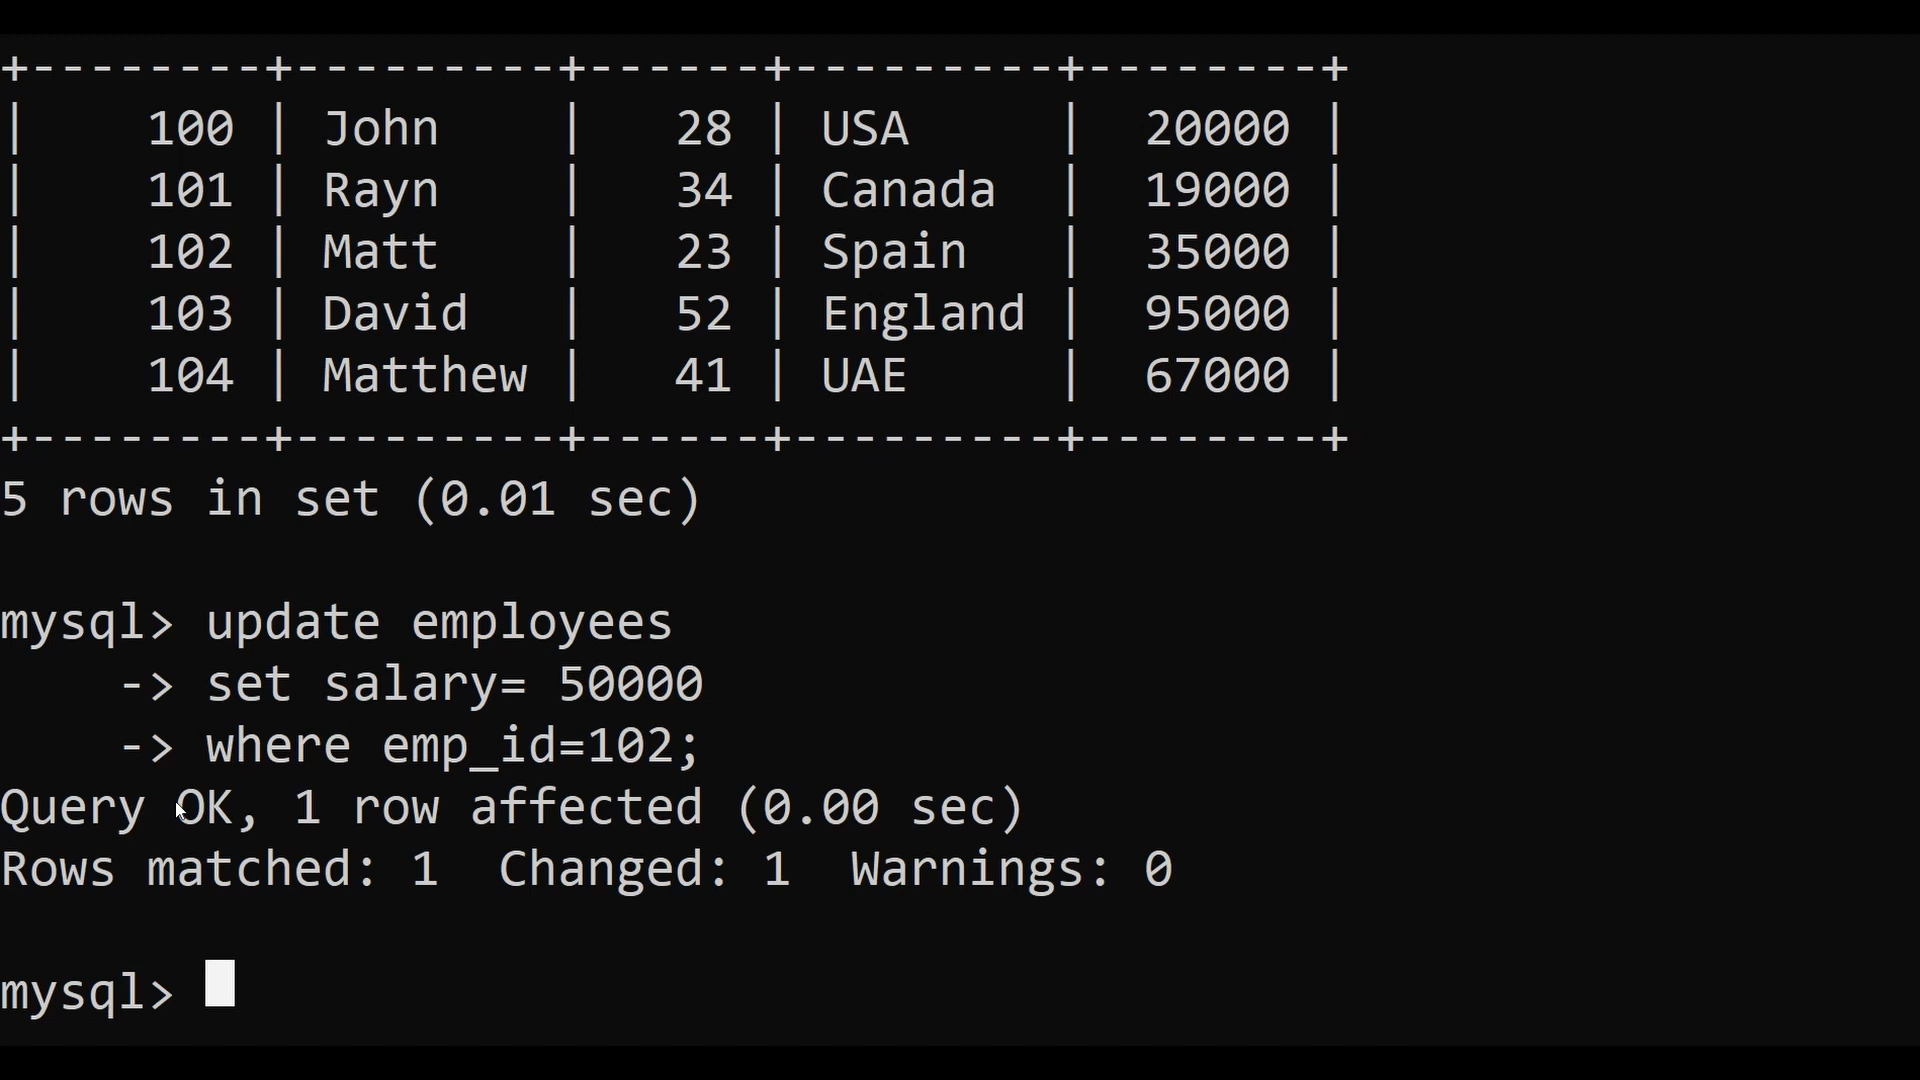 +--------+---------+------+---------+--------+
|    100 | John    |   28 | USA     |  20000 |
|    101 | Rayn    |   34 | Canada  |  19000 |
|    102 | Matt    |   23 | Spain   |  35000 |
|    103 | David   |   52 | England |  95000 |
|    104 | Matthew |   41 | UAE     |  67000 |
+--------+---------+------+---------+--------+
5 rows in set (0.01 sec)
mysql> update employees
    -> set salary= 50000
    -> where emp_id=102;
Query OK, 1 row affected (0.00 sec)
Rows matched: 1  Changed: 1  Warnings: 0
mysql>